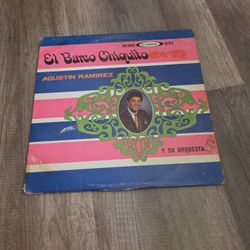 El Barco Chiquito
AGUSTIN RAMIREZ
Y SU ORQUESTA